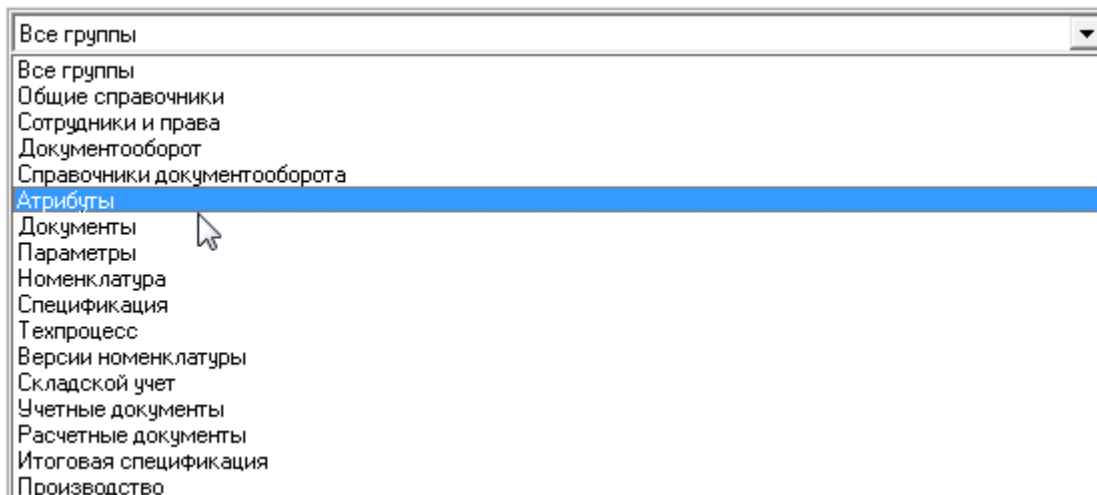 Все группы
Все группы
Общие справочники
Сотрудники и права
Документооборот
Справочники документооборота
Атрибуты
Документы
Параметры
Номенклатура
Спецификация
Техпроцесс
Версии номенклатуры
Складской учет
Учетные документы
Расчетные документы
Итоговая спецификация
Производство